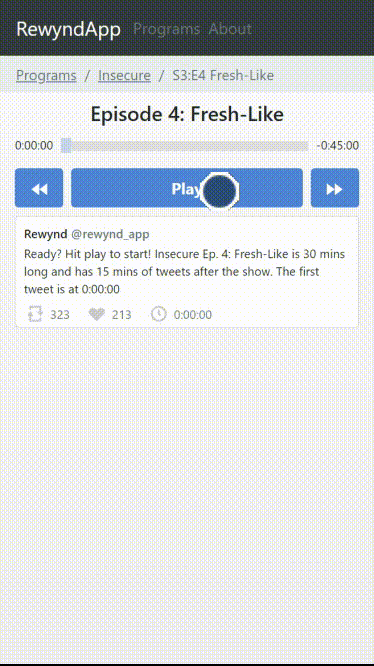 RewyndApp Programs About
Programs / Insecure / S3:E4 Fresh-Like
Episode 4: Fresh-Like
0:00:00 -0:45:00
Play
Rewynd @rewynd_app
Ready? Hit play to start! Insecure Ep. 4: Fresh-Like is 30 mins
long and has 15 mins of tweets after the show. The first
tweet is at 0:00:00
323 213 0:00:00